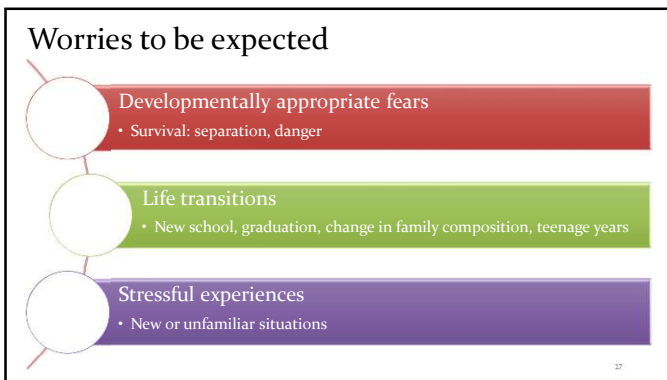 Worries to be expected
Developmentally appropriate fears
• Survival: separation, danger
Life transitions
• New school, graduation, change in family composition, teenage years
Stressful experiences
• New or unfamiliar situations
27